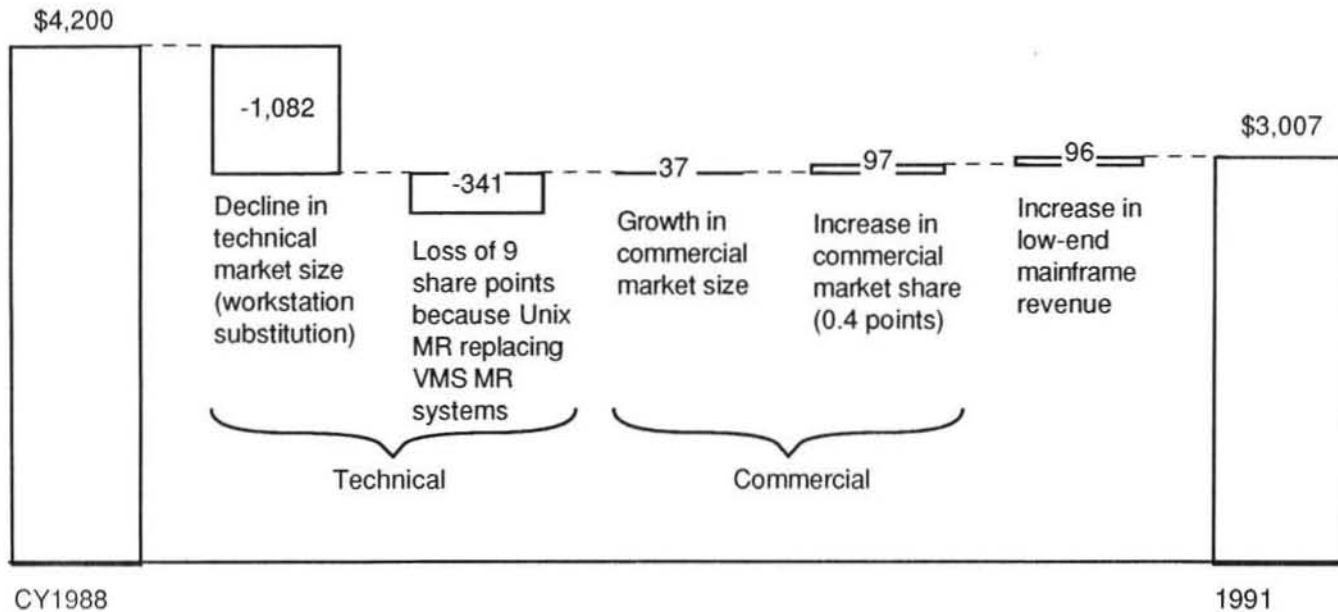 $4,200
-1,082
Decline in
technical
market size
(workstation
substitution)
-341
Loss of 9
share points
because Unix
MR replacing
VMS MR
systems
Technical
37
Growth in
commercial
market size
97
Increase in
commercial
market share
(0.4 points)
Commercial
96
Increase in
low-end
mainframe
revenue
$3,007
CY1988
1991